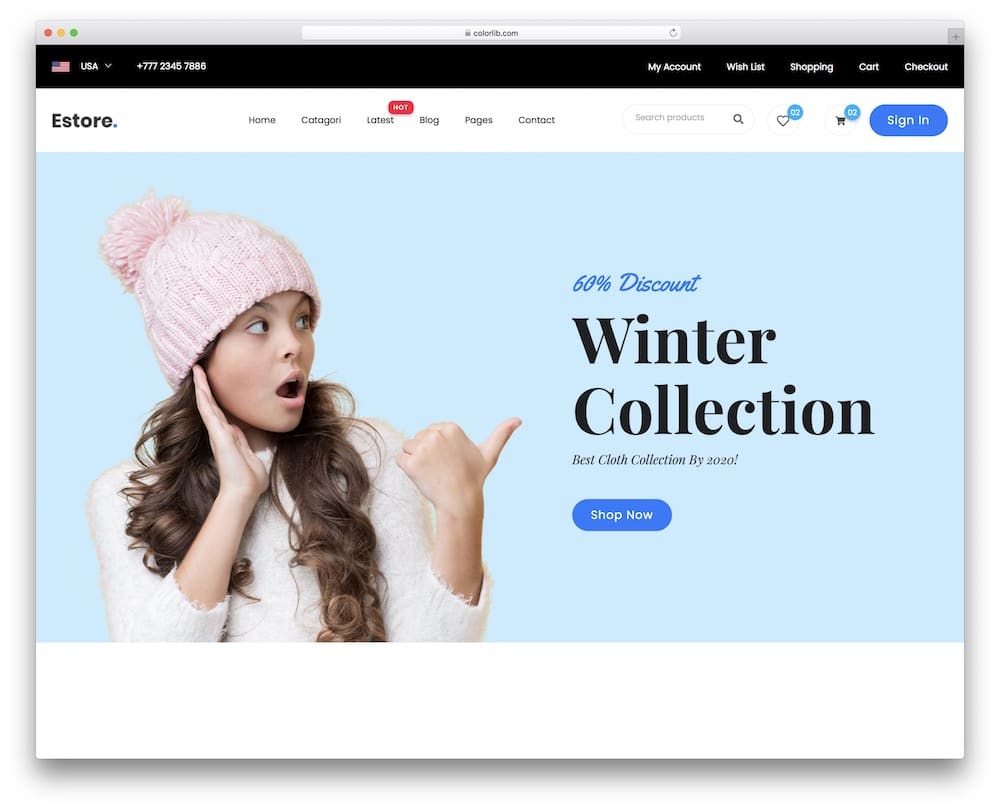 colorlib.com
USA
+777 2345 7886
My Account
Wish List
Shopping
Cart
Checkout
Estore.
Home
Catagori
Latest
HOT
Blog
Pages
Contact
Search products
02
02
Sign In
60% Discount
Winter
Collection
Best Cloth Collection By 2020!
Shop Now